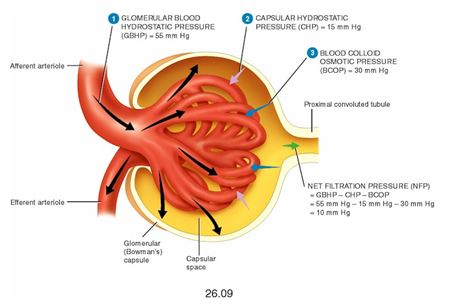 1 GLOMERULAR BLOOD
HYDROSTATIC PRESSURE
(GBHP) = 55 mm Hg
2 CAPSULAR HYDROSTATIC
PRESSURE (CHP) = 15 mm Hg
3 BLOOD COLLOID
OSMOTIC PRESSURE
(BCOP) = 30 mm Hg
Afferent arteriole
Proximal convoluted tubule
NET FILTRATION PRESSURE (NFP)
= GBHP – CHP – BCOP
= 55 mm Hg – 15 mm Hg – 30 mm Hg
= 10 mm Hg
Efferent arteriole
Glomerular
(Bowman's)
capsule
Capsular
space
26.09